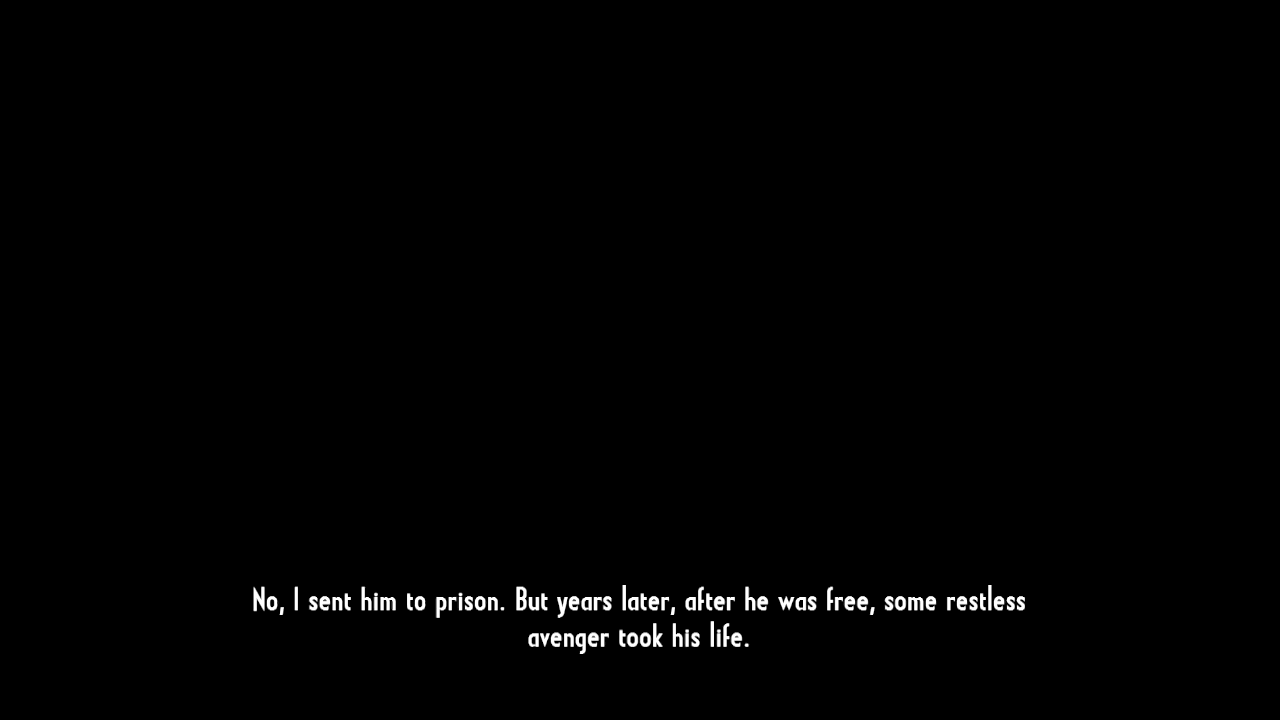 No, I sent him to prison. But years later, after he was free, some restless
avenger took his life.